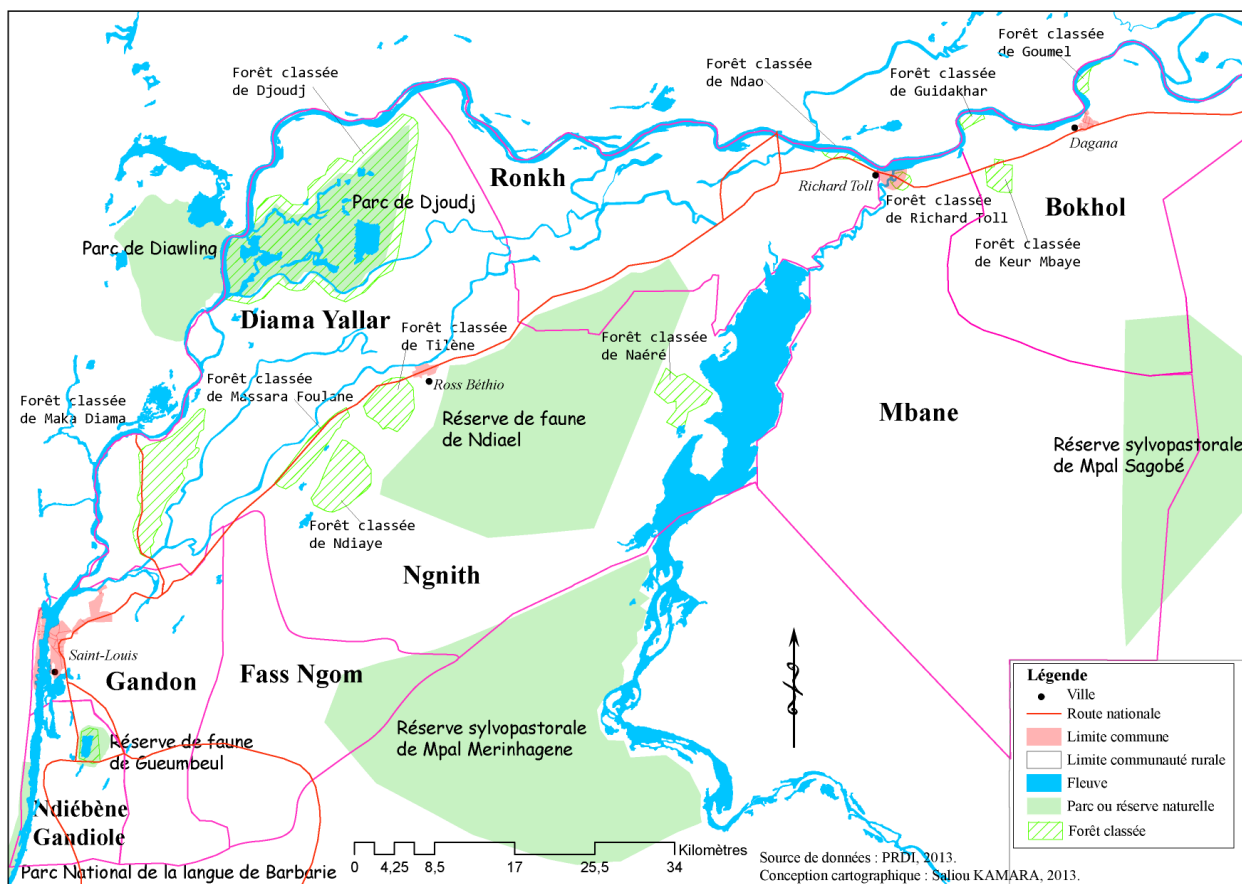 Forêt classée
de Goumel
Forêt classée
de Djoudj
Forêt classée
de Ndao
Forêt classée
de Guidakhar
Dagana
Ronkh
Richard Toll
Parc de Djoudj
Forêt classée
de Richard Toll
Bokhol
Parc de Diawling
Forêt classée
de Keur Mbaye
Diama Yallar
Forêt classée
de Tilène
Forêt classée
de Naéré
Forêt classée
de Massara Foulane
Ross Béthio
Forêt classée
de Maka Diama
Réserve de faune
de Ndiael
Mbane
Réserve sylvopastorale
de Mpal Sagobé
Forêt classée
de Ndiaye
Ngnith
Saint-Louis
Gandon
Fass Ngom
Réserve sylvopastorale
de Mpal Merinhagene
Réserve de faune
de Gueumbeul
Ndiébène
Gandiole
Parc National de la langue de Barbarie
Légende
Ville
Route nationale
Limite commune
Limite communauté rurale
Fleuve
Parc ou réserve naturelle
Forêt classée
Kilomètres
0 4,25 8,5 17 25,5 34
Source de données : PRDI, 2013.
Conception cartographique : Saliou KAMARA, 2013.